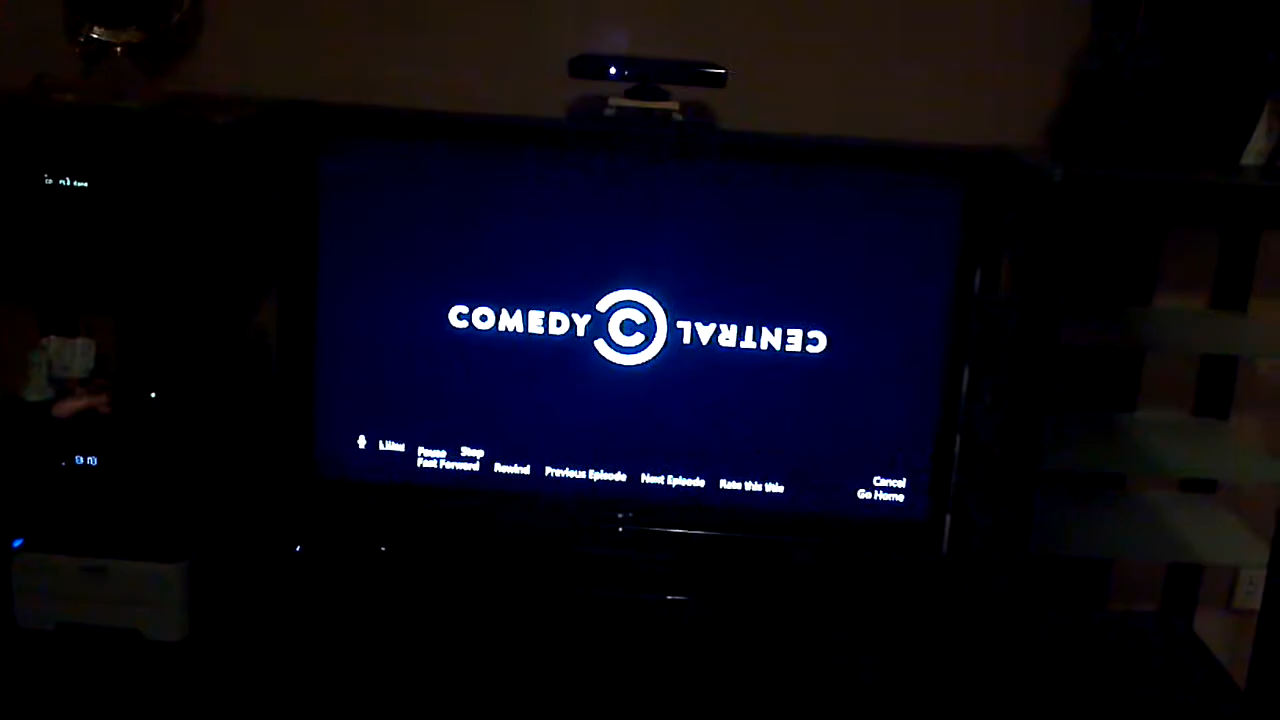 COMEDY C CENTRAL
Listen Pause Stop
Fast Forward Rewind Previous Episode Next Episode Rate this title
Cancel
Go Home